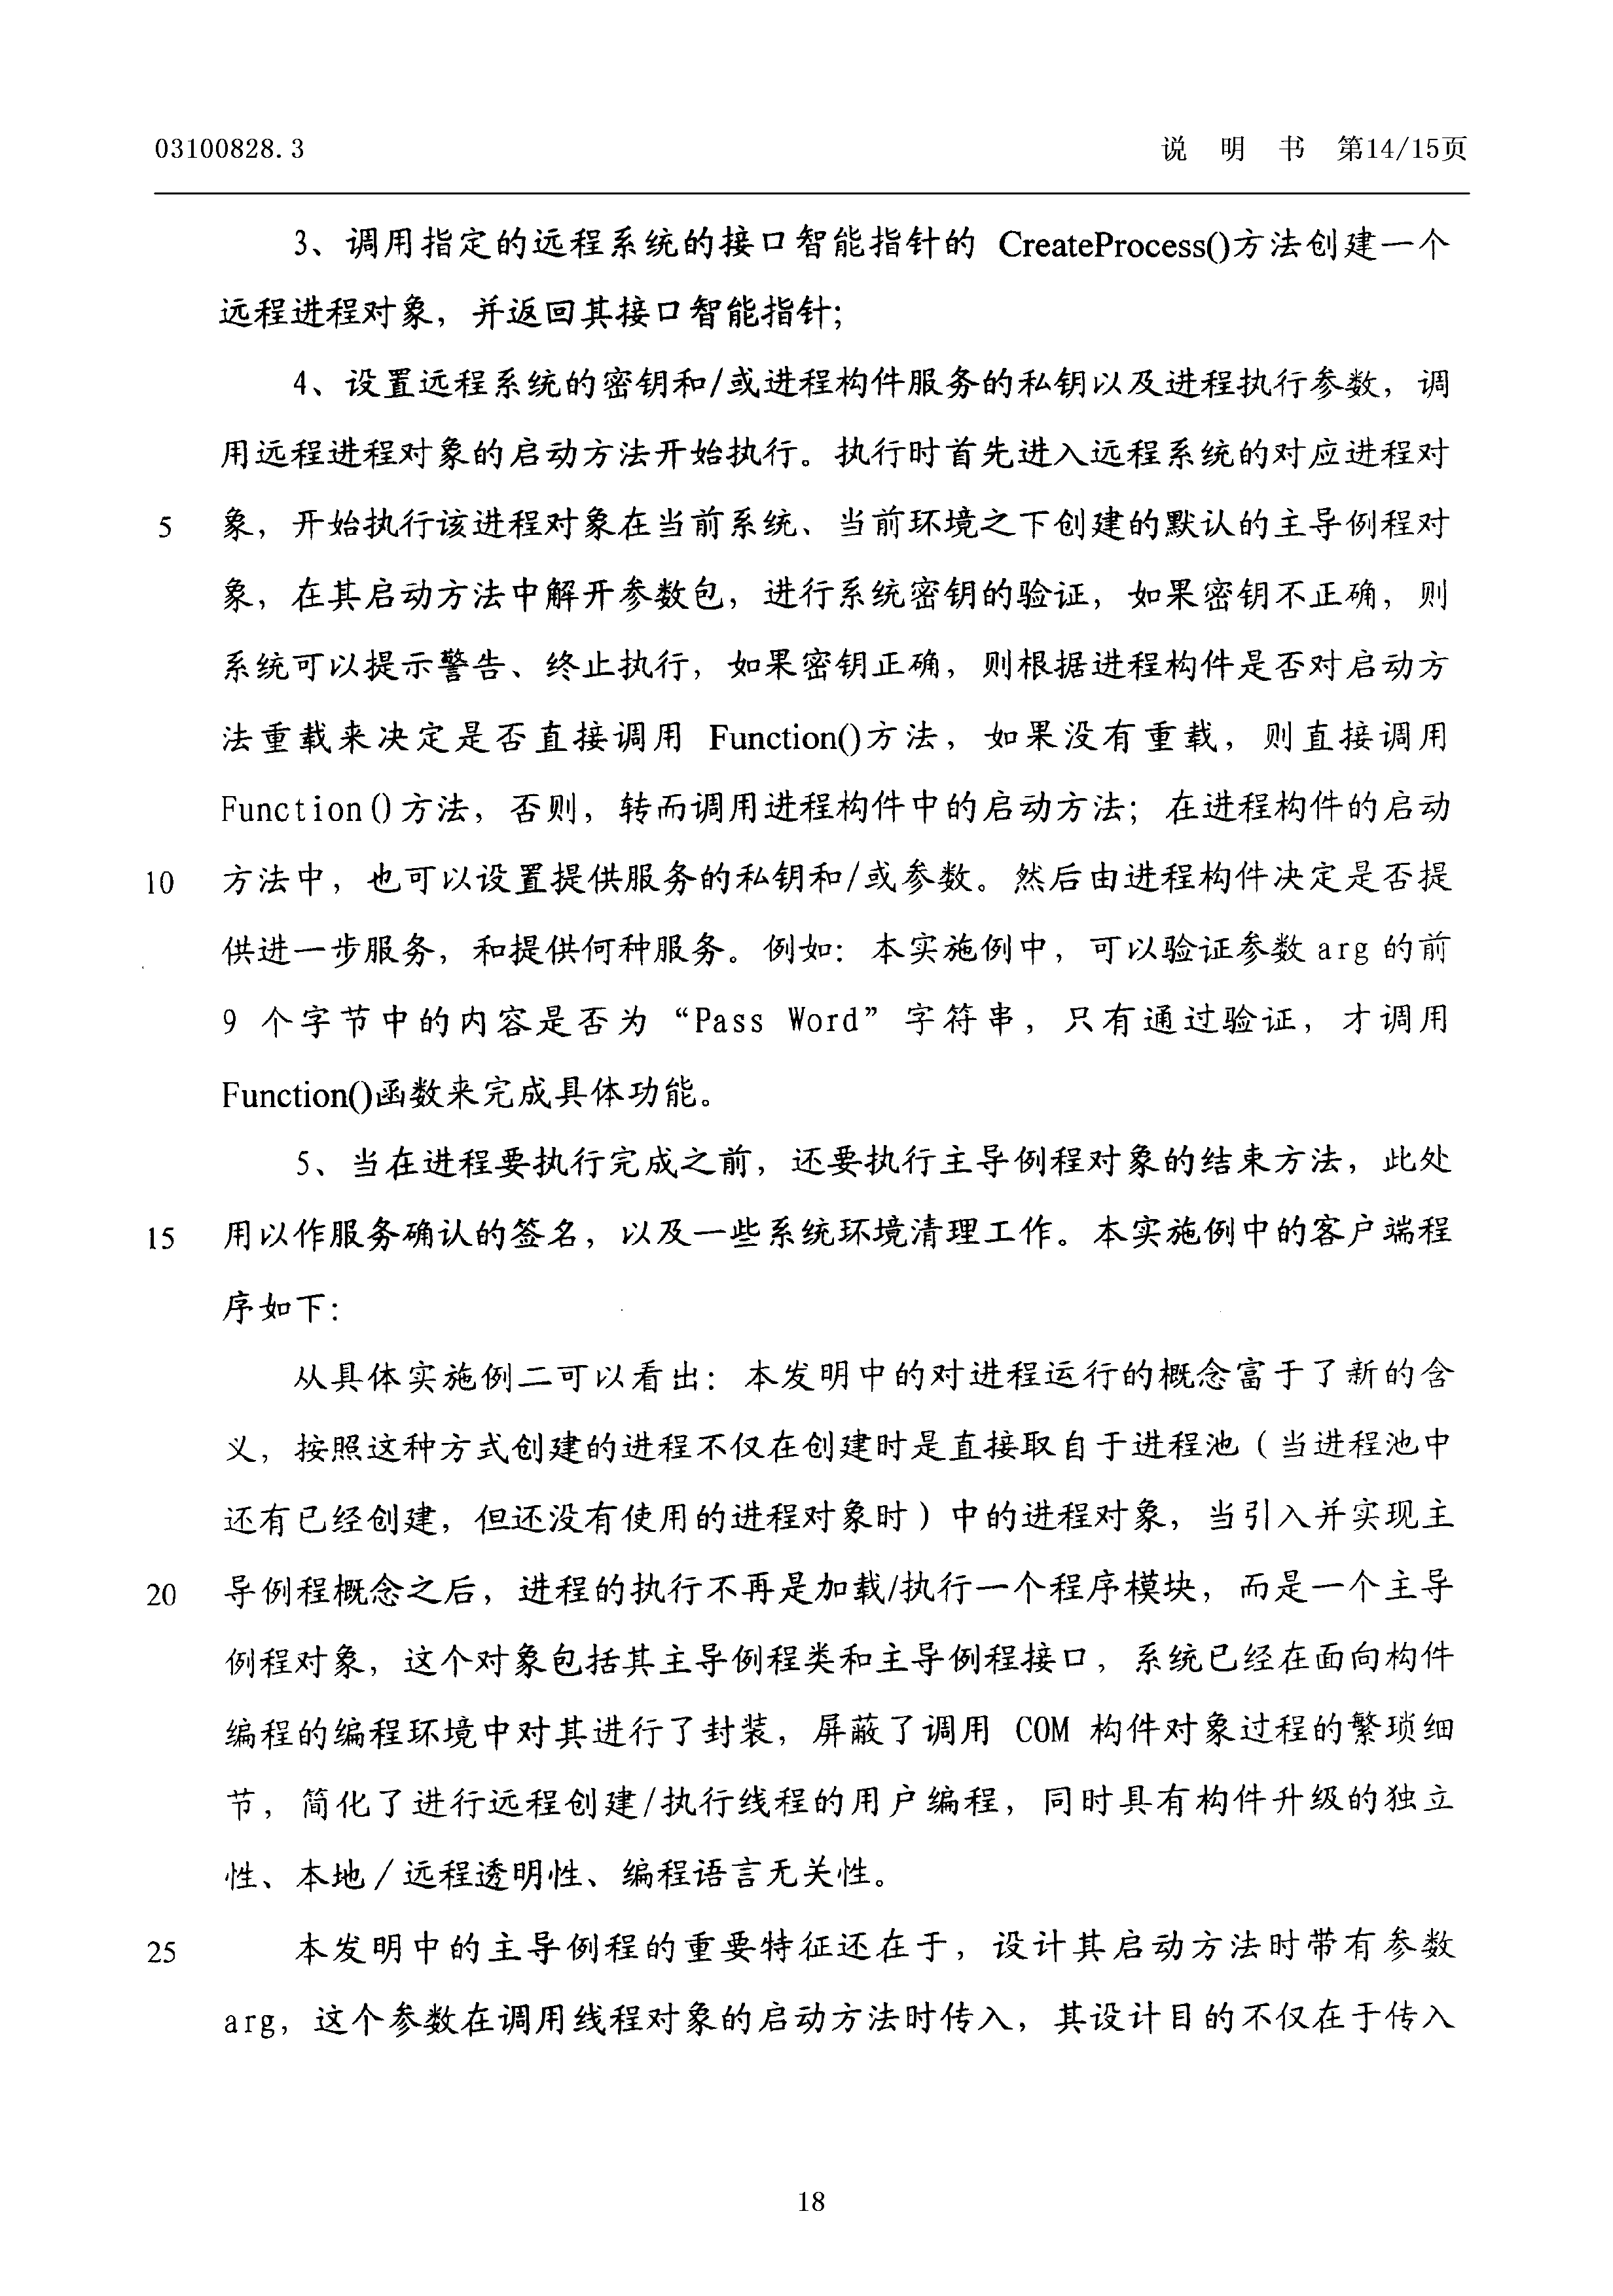 03100828.3 说 明 书 第14/15页
3、调用指定的远程系统的接口智能指针的 CreateProcess()方法创建一个
远程进程对象，并返回其接口智能指针；
4、设置远程系统的密钥和/或进程构件服务的私钥以及进程执行参数，调
用远程进程对象的启动方法开始执行。执行时首先进入远程系统的对应进程对
5 象，开始执行该进程对象在当前系统、当前环境之下创建的默认的主导例程对
象，在其启动方法中解开参数包，进行系统密钥的验证，如果密钥不正确，则
系统可以提示警告、终止执行，如果密钥正确，则根据进程构件是否对启动方
法重载来决定是否直接调用 Function()方法，如果没有重载，则直接调用
Function()方法，否则，转而调用进程构件中的启动方法；在进程构件的启动
10 方法中，也可以设置提供服务的私钥和/或参数。然后由进程构件决定是否提
供进一步服务，和提供何种服务。例如：本实施例中，可以验证参数 arg 的前
9 个字节中的内容是否为“Pass Word”字符串，只有通过验证，才调用
Function()函数来完成具体功能。
5、当在进程要执行完成之前，还要执行主导例程对象的结束方法，此处
15 用以作服务确认的签名，以及一些系统环境清理工作。本实施例中的客户端程
序如下：
从具体实施例二可以看出：本发明中的对进程运行的概念富于了新的含
义，按照这种方式创建的进程不仅在创建时是直接取自于进程池（当进程池中
还有已经创建，但还没有使用的进程对象时）中的进程对象，当引入并实现主
20 导例程概念之后，进程的执行不再是加载/执行一个程序模块，而是一个主导
例程对象，这个对象包括其主导例程类和主导例程接口，系统已经在面向构件
编程的编程环境中对其进行了封装，屏蔽了调用 COM 构件对象过程的繁琐细
节，简化了进行远程创建/执行线程的用户编程，同时具有构件升级的独立
性、本地／远程透明性、编程语言无关性。
25 本发明中的主导例程的重要特征还在于，设计其启动方法时带有参数
arg，这个参数在调用线程对象的启动方法时传入，其设计目的不仅在于传入
18